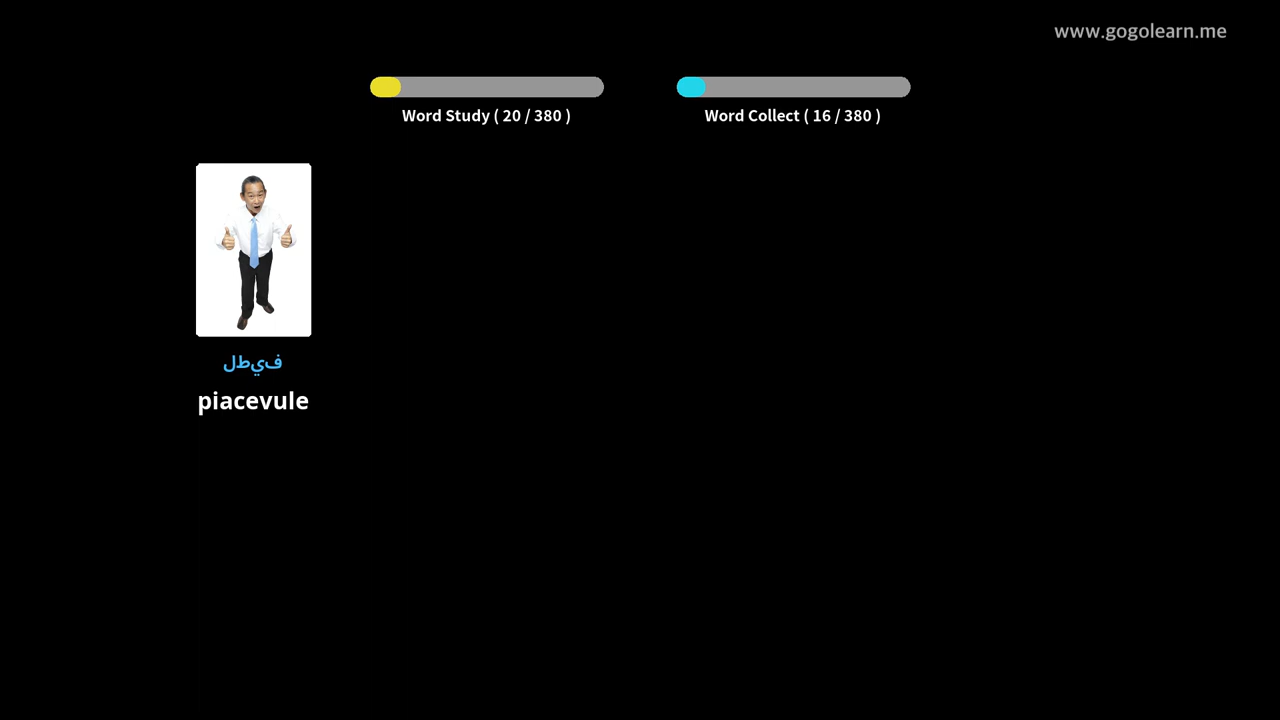 www.gogolearn.me
Word Study ( 20 / 380 )
Word Collect ( 16 / 380 )
فيطل
piacevule